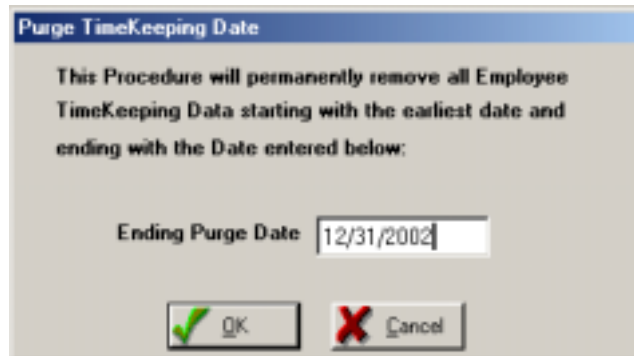 Purge TimeKeeping Date
This Procedure will permanently remove all Employee
TimeKeeping Data starting with the earliest date and
ending with the Date entered below:
Ending Purge Date 12/31/2002
OK Cancel